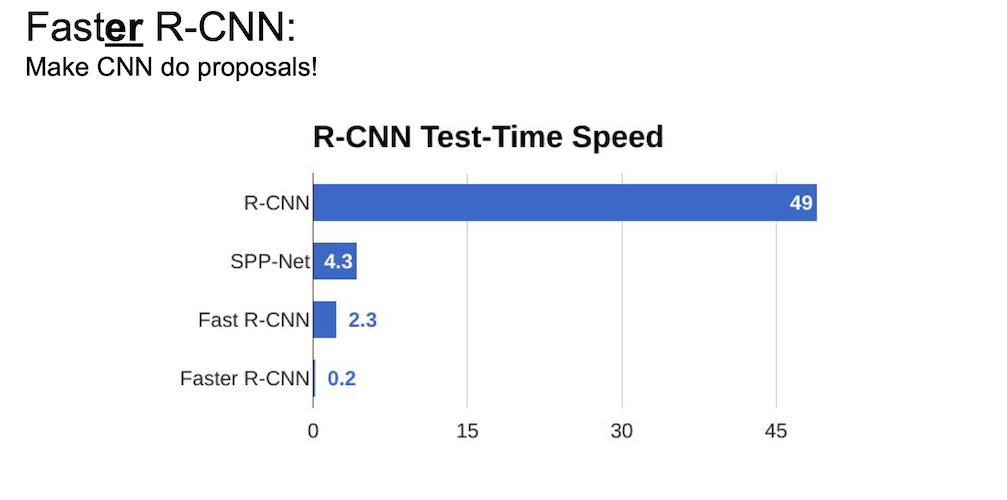 Faster R-CNN:
Make CNN do proposals!
R-CNN Test-Time Speed
R-CNN 49
SPP-Net 4.3
Fast R-CNN 2.3
Faster R-CNN 0.2
0 15 30 45